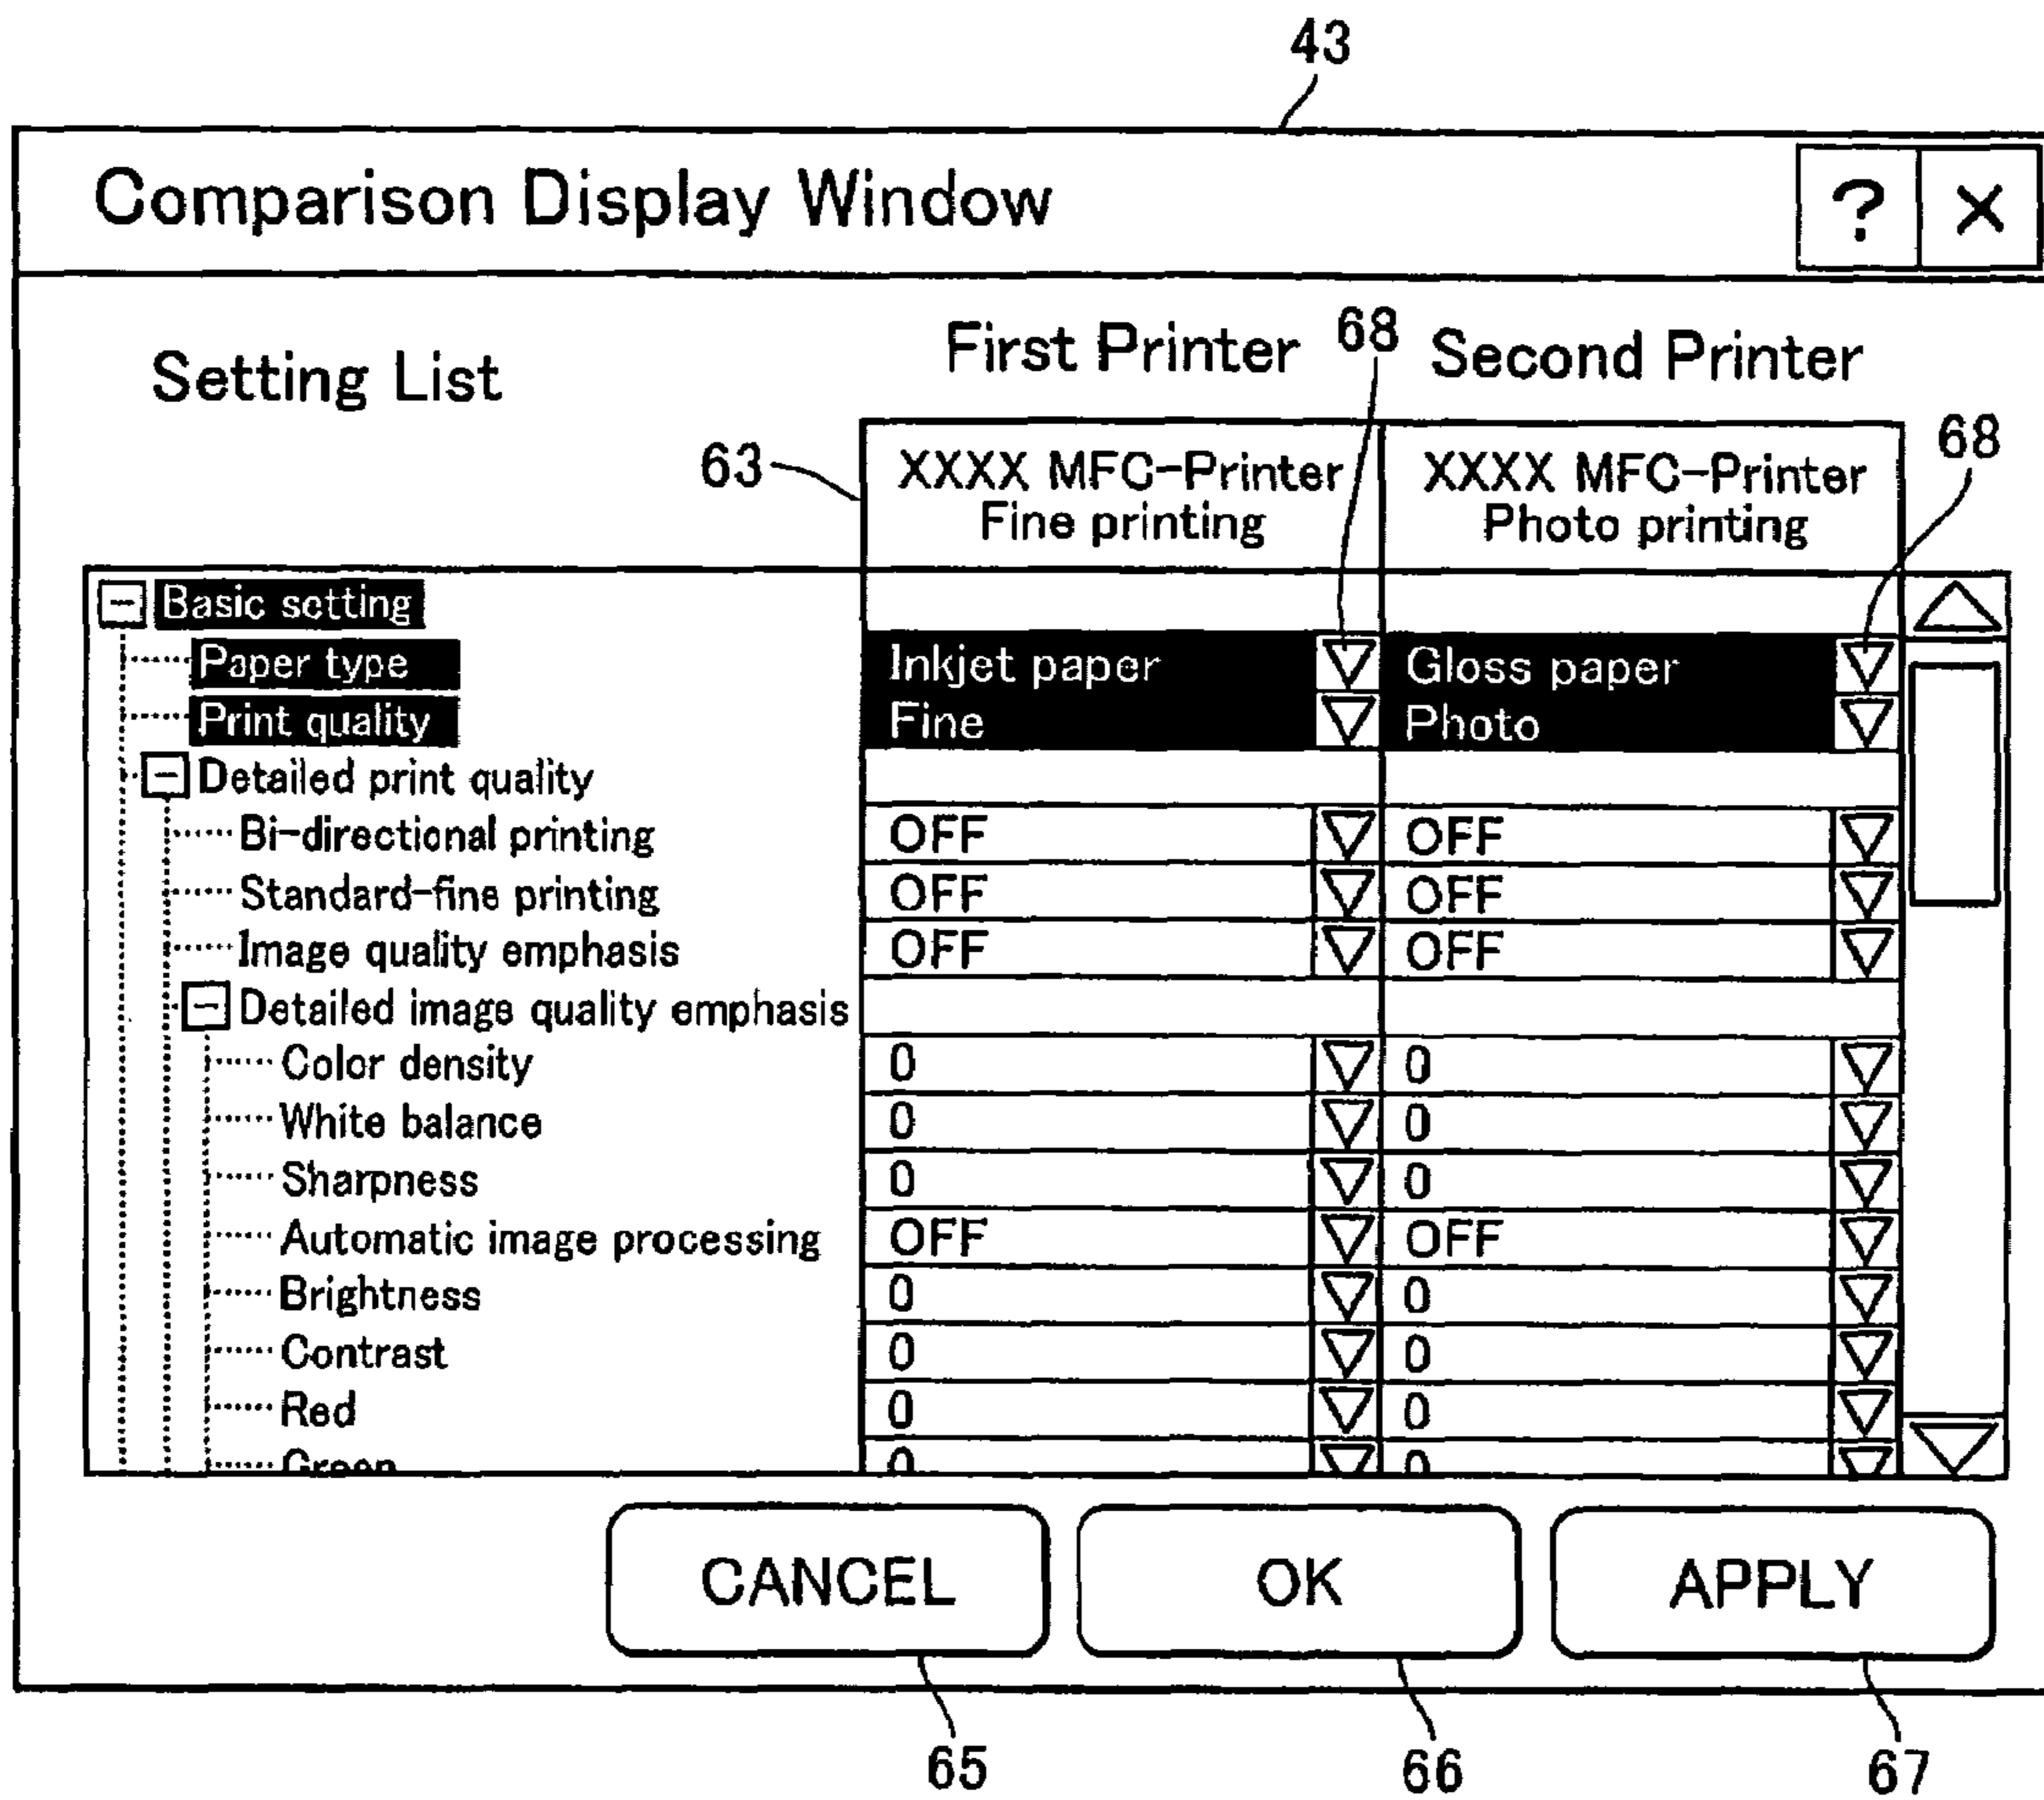 43
Comparison Display Window ? ×
Setting List First Printer 68 Second Printer
63 XXXX MFC-Printer Fine printing XXXX MFC-Printer Photo printing 68
Basic setting
Paper type Inkjet paper Gloss paper
Print quality Fine Photo
Detailed print quality
Bi-directional printing OFF OFF
Standard-fine printing OFF OFF
Image quality emphasis OFF OFF
Detailed image quality emphasis
Color density 0 0
White balance 0 0
Sharpness 0 0
Automatic image processing OFF OFF
Brightness 0 0
Contrast 0 0
Red 0 0
Green 0 0
CANCEL OK APPLY
65 66 67